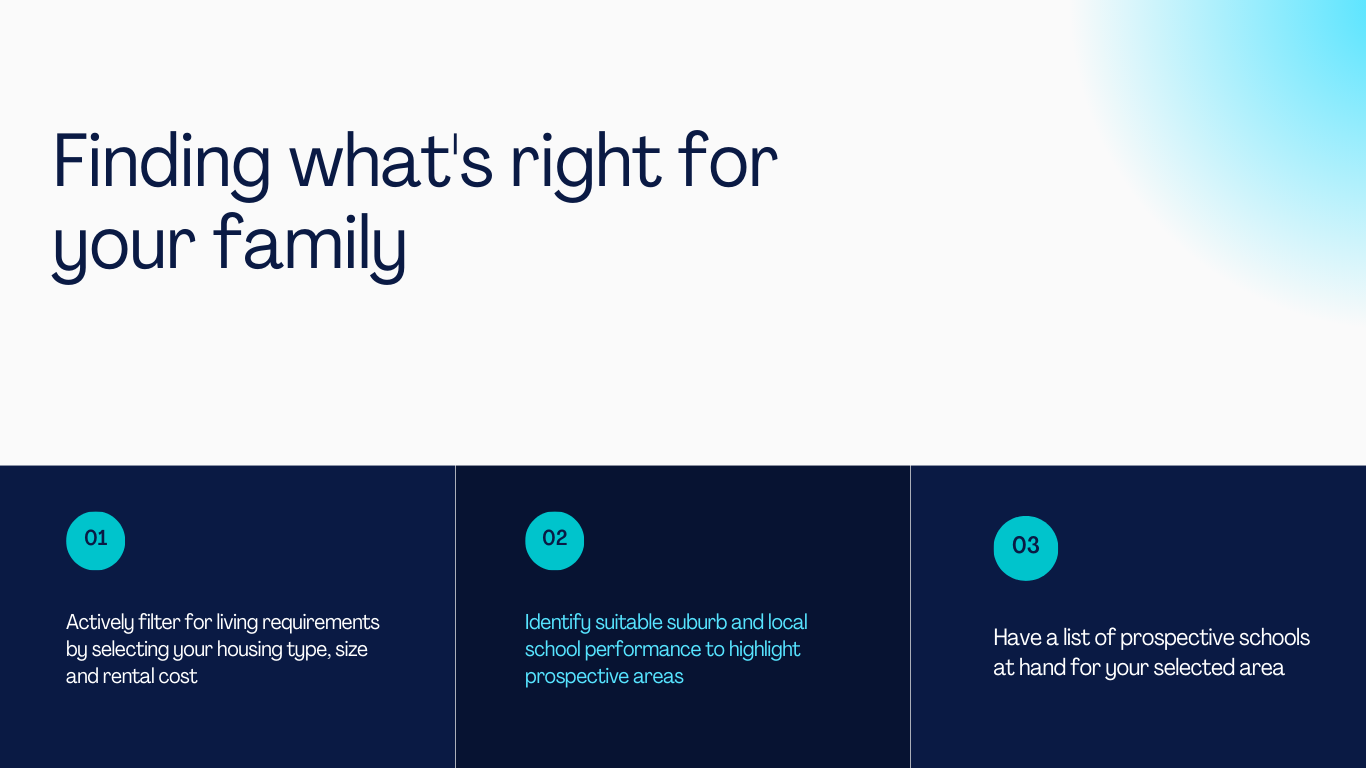 Finding what's right for
your family
01
Actively filter for living requirements
by selecting your housing type, size
and rental cost
02
Identify suitable suburb and local
school performance to highlight
prospective areas
03
Have a list of prospective schools
at hand for your selected area